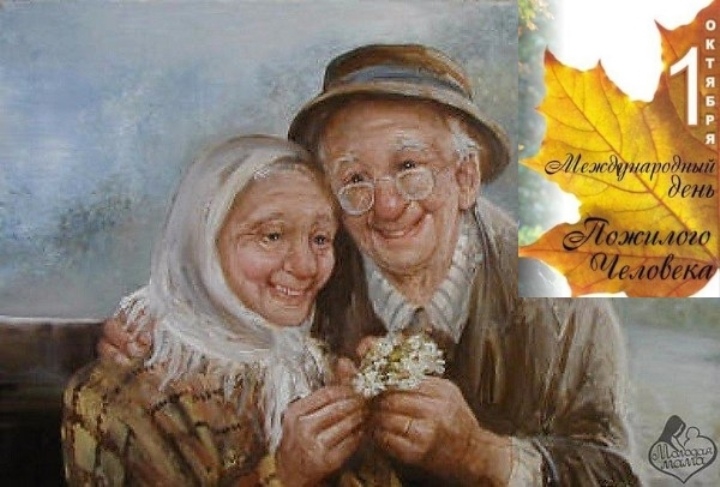 1
ОКТЯБРЯ
Международный
день
Пожилого
Человека
Молодая
мама